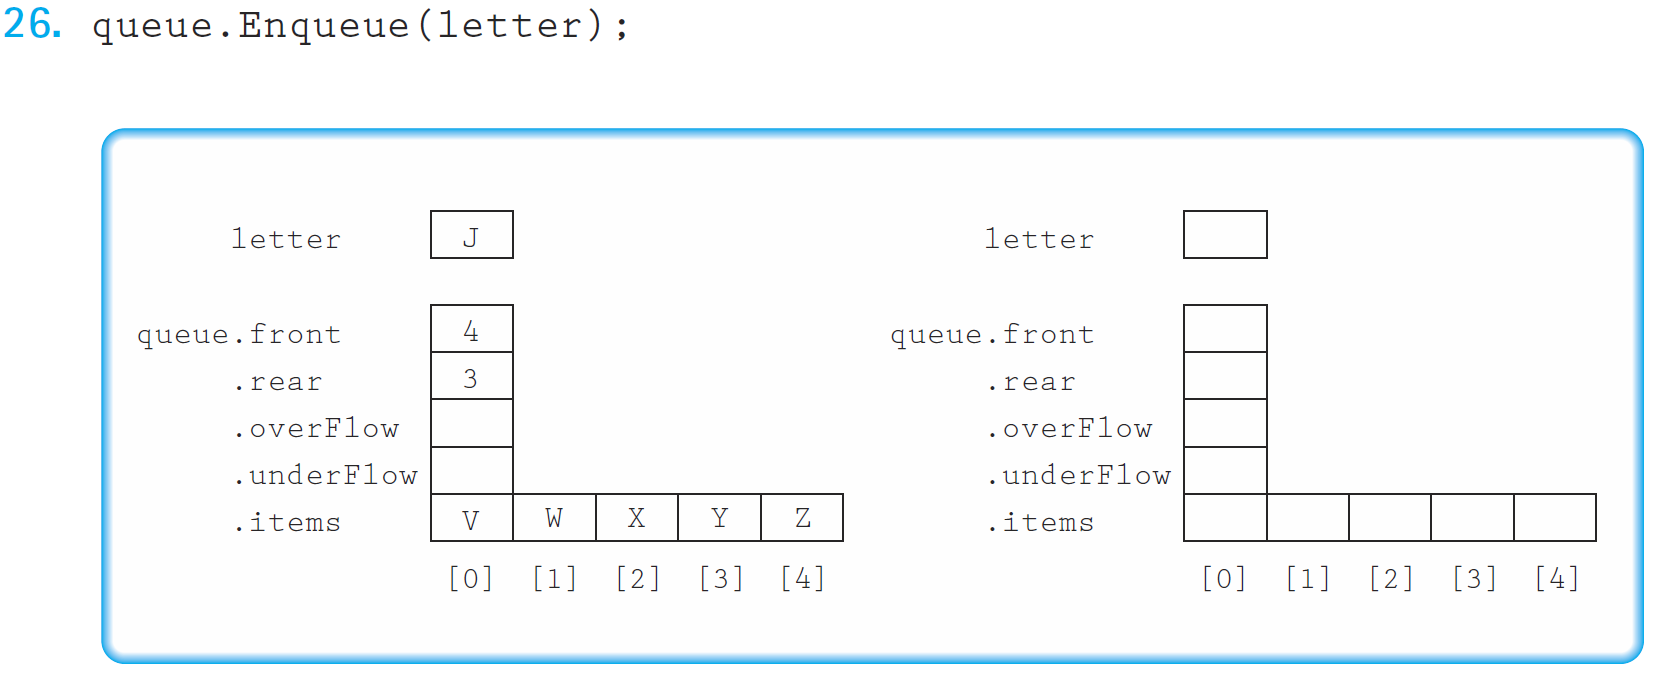 26. queue.Enqueue(letter);
letter J letter
queue.front 4 queue.front
.rear 3 .rear
.overFlow .overFlow
.underFlow .underFlow
.items V W X Y Z .items
[0] [1] [2] [3] [4] [0] [1] [2] [3] [4]